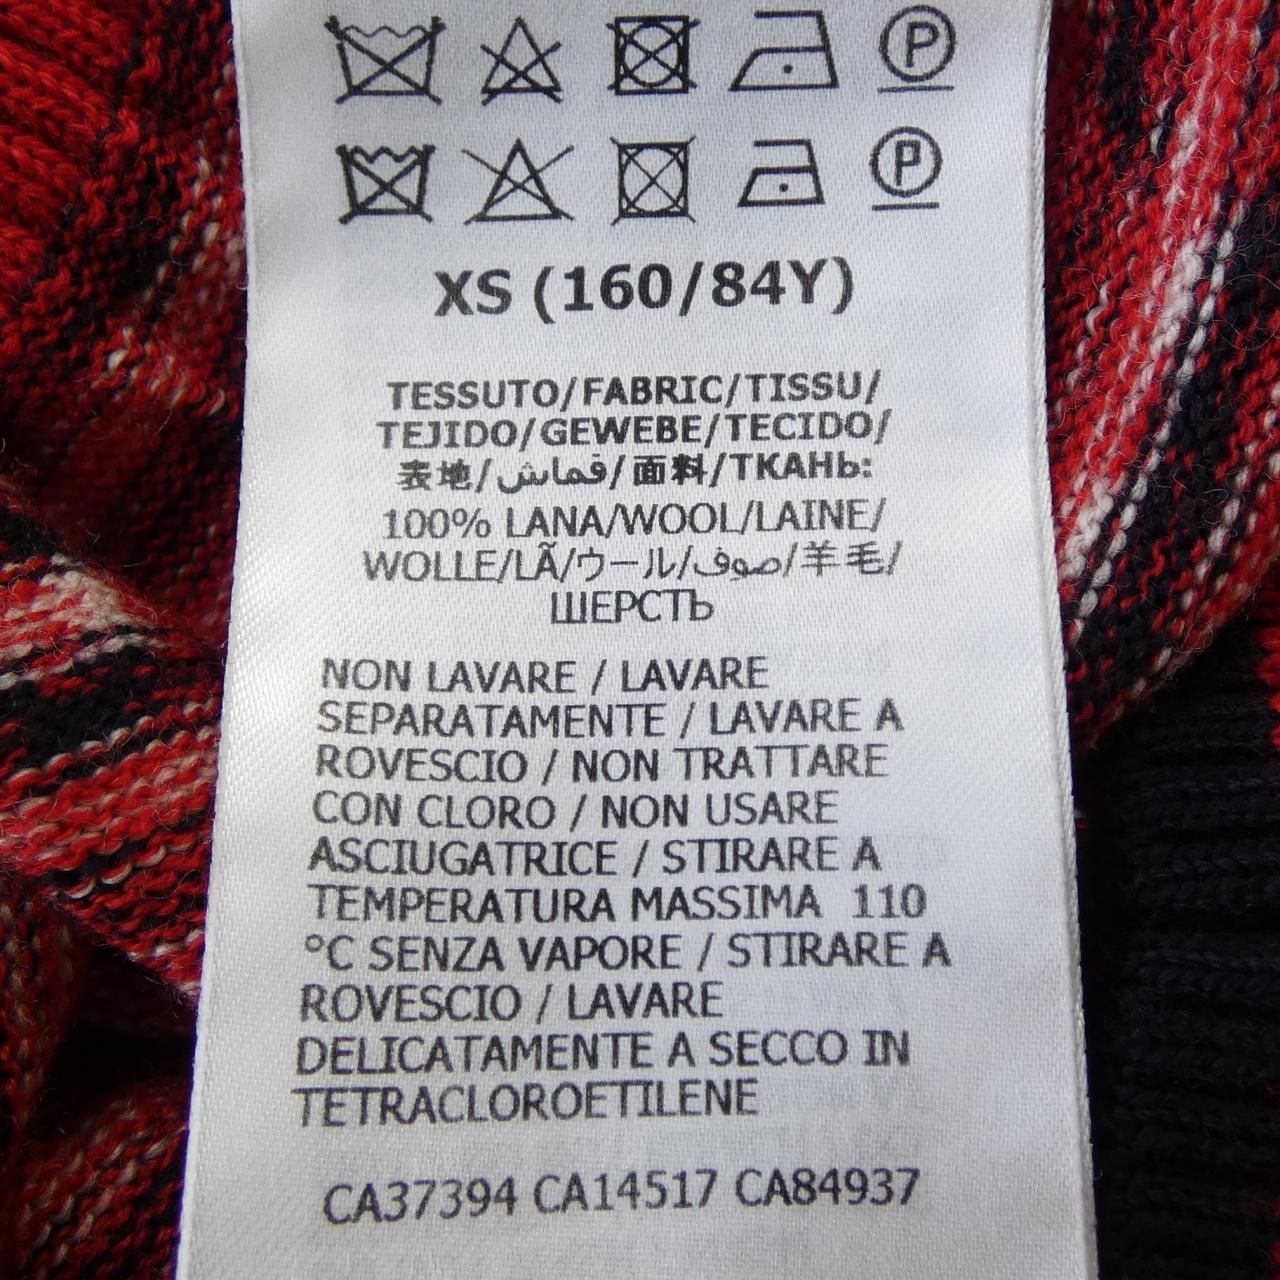 P
P
XS (160/84Y)
TESSUTO/FABRIC/TISSU/
TEJIDO/GEWEBE/TECIDO/
表地/قماش/面料/ТКАНЬ:
100% LANA/WOOL/LAINE/
WOLLE/LÃ/ウール/صوف/羊毛/
ШЕРСТЬ
NON LAVARE / LAVARE
SEPARATAMENTE / LAVARE A
ROVESCIO / NON TRATTARE
CON CLORO / NON USARE
ASCIUGATRICE / STIRARE A
TEMPERATURA MASSIMA 110
°C SENZA VAPORE / STIRARE A
ROVESCIO / LAVARE
DELICATAMENTE A SECCO IN
TETRACLOROETILENE
CA37394 CA14517 CA84937